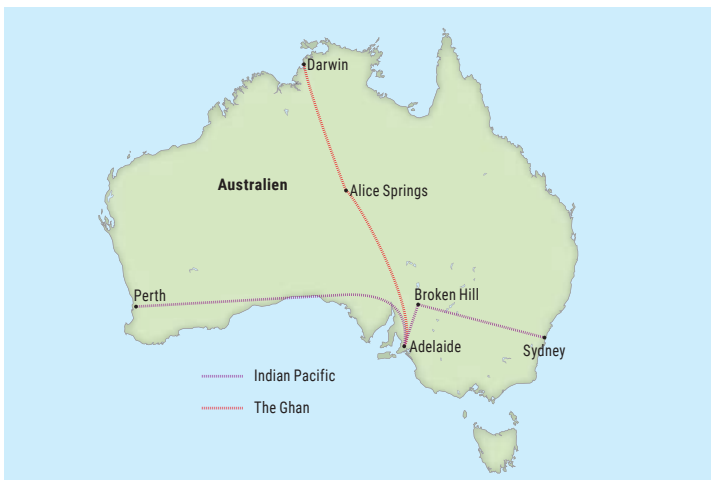 Darwin
Australien
Alice Springs
Perth
Broken Hill
Adelaide
Sydney
Indian Pacific
The Ghan